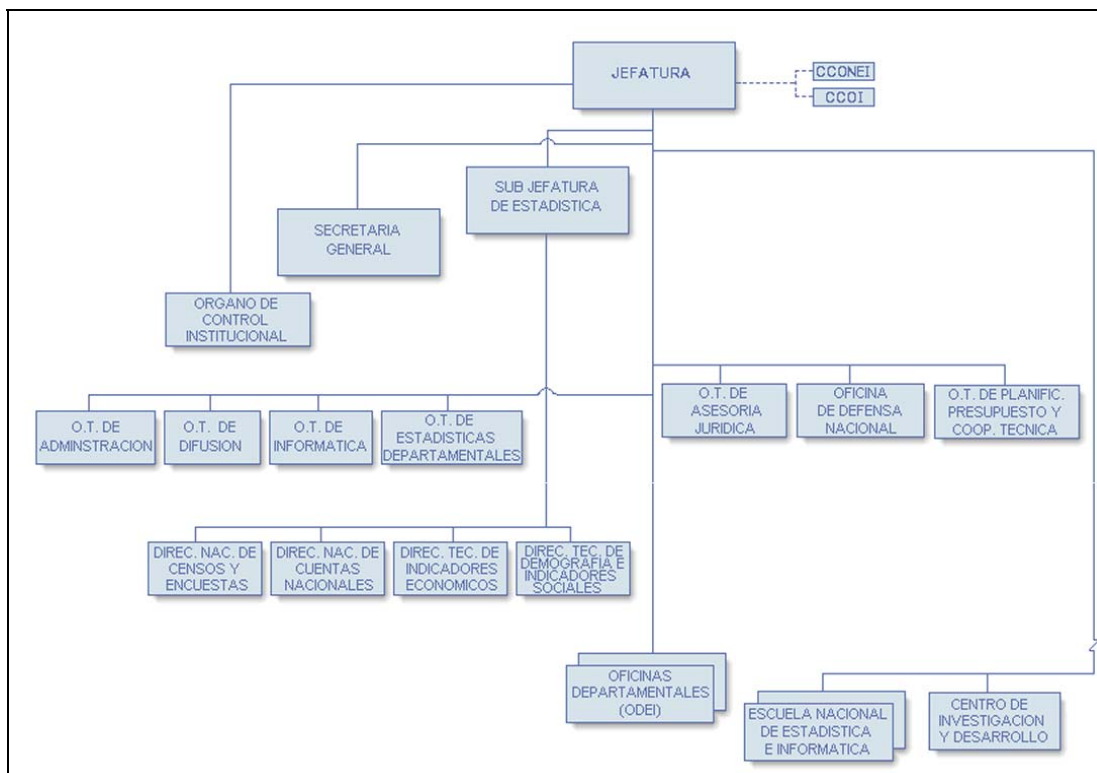 JEFATURA
CCONEI
CCOI
SUB JEFATURA
DE ESTADISTICA
SECRETARIA
GENERAL
ORGANO DE
CONTROL
INSTITUCIONAL
O.T. DE
ASESORIA
JURIDICA
OFICINA
DE DEFENSA
NACIONAL
O.T. DE PLANIFIC.
PRESUPUESTO Y
COOP. TECNICA
O.T. DE
ADMINSTRACION
O.T. DE
DIFUSION
O.T. DE
INFORMATICA
O.T. DE
ESTADISTICAS
DEPARTAMENTALES
DIREC. NAC. DE
CENSOS Y
ENCUESTAS
DIREC. NAC. DE
CUENTAS
NACIONALES
DIREC. TEC. DE
INDICADORES
ECONOMICOS
DIREC. TEC. DE
DEMOGRAFIA E
INDICADORES
SOCIALES
OFICINAS
DEPARTAMENTALES
(ODEI)
ESCUELA NACIONAL
DE ESTADISTICA
E INFORMATICA
CENTRO DE
INVESTIGACION
Y DESARROLLO